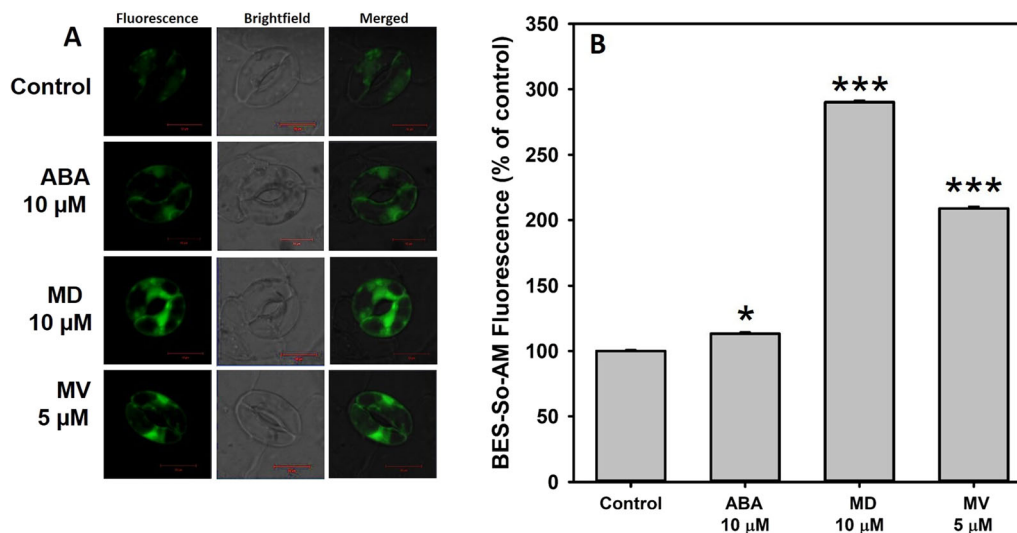 A
Fluorescence
Brightfield
Merged
Control
ABA
10 µM
MD
10 µM
MV
5 µM
B
BES-So-AM Fluorescence (% of control)
350
300
250
200
150
100
50
0
*
***
***
Control
ABA
10 µM
MD
10 µM
MV
5 µM